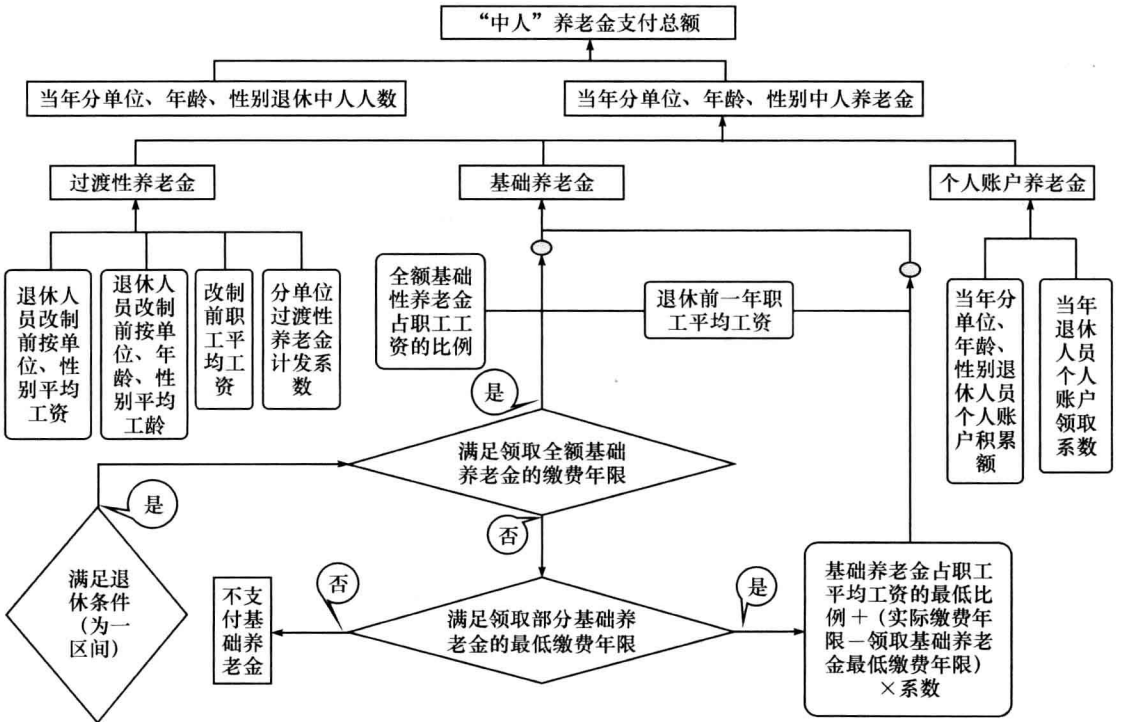 “中人”养老金支付总额
当年分单位、年龄、性别退休中人人数
当年分单位、年龄、性别中人养老金
过渡性养老金
基础养老金
个人账户养老金
退休人
员改制
前按单
位、性
别平均
工资
退休人
员改制
前按单
位、年
龄、性
别平均
工龄
改制
前职
工平
均工
资
分单位
过渡性
养老金
计发系
数
全额基础
性养老金
占职工工
资的比例
退休前一年职
工平均工资
当年分
单位、
年龄、
性别退
休人员
个人账
户积累
额
当年
退休
人员
个人
账户
领取
系数
是
满足领取全额基础
养老金的缴费年限
是
否
满足退
休条件
（为一
区间）
不支
付基
础养
老金
否
满足领取部分基础养
老金的最低缴费年限
是
基础养老金占职工
平均工资的最低比
例＋（实际缴费年
限－领取基础养老
金最低缴费年限）
×系数